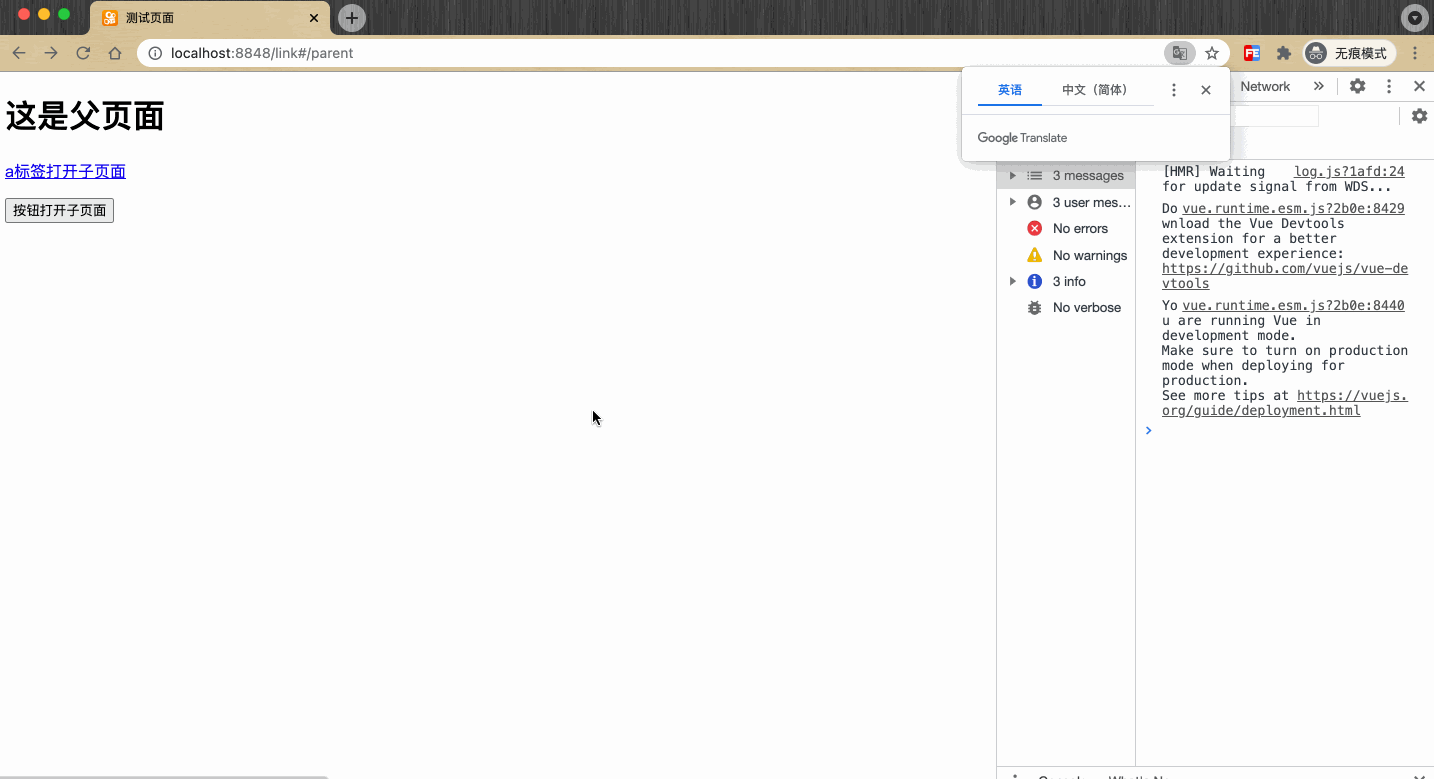 测试页面
localhost:8848/link#/parent
无痕模式
英语 中文（简体）
Google Translate
Network
这是父页面
a标签打开子页面
按钮打开子页面
3 messages
3 user mes…
No errors
No warnings
3 info
No verbose
[HMR] Waiting log.js?1afd:24
for update signal from WDS...
Do vue.runtime.esm.js?2b0e:8429
wnload the Vue Devtools
extension for a better
development experience:
https://github.com/vuejs/vue-de
vtools
Yo vue.runtime.esm.js?2b0e:8440
u are running Vue in
development mode.
Make sure to turn on production
mode when deploying for
production.
See more tips at https://vuejs.
org/guide/deployment.html